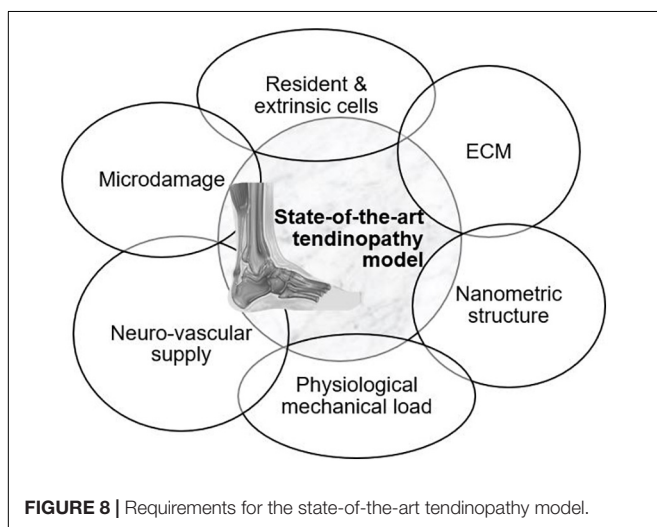 Resident &
extrinsic cells
ECM
Microdamage
State-of-the-art
tendinopathy
model
Nanometric
structure
Neuro-vascular
supply
Physiological
mechanical load
FIGURE 8 | Requirements for the state-of-the-art tendinopathy model.